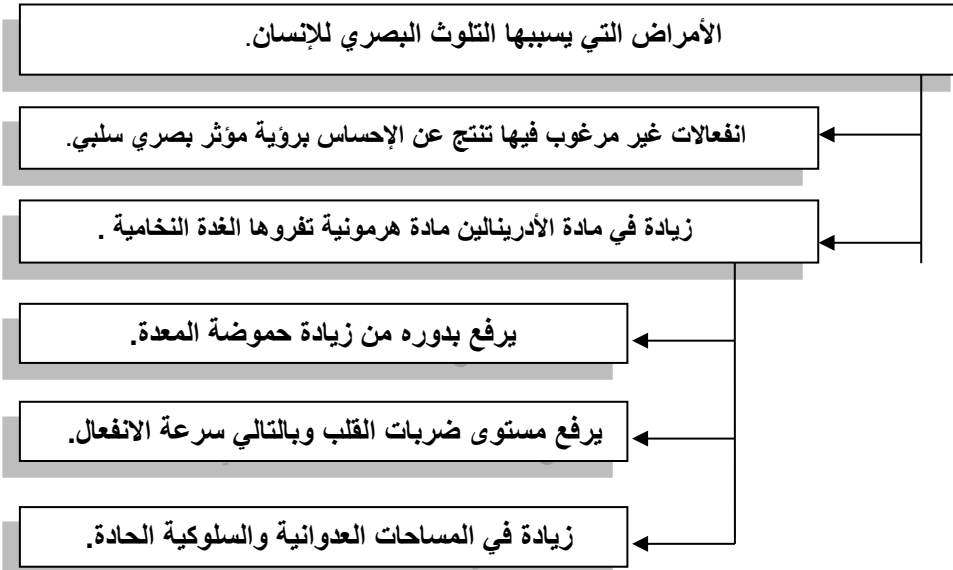 الأمراض التي يسببها التلوث البصري للإنسان.
انفعالات غير مرغوب فيها تنتج عن الإحساس برؤية مؤثر بصري سلبي.
زيادة في مادة الأدرينالين مادة هرمونية تفروها الغدة النخامية .
يرفع بدوره من زيادة حموضة المعدة.
يرفع مستوى ضربات القلب وبالتالي سرعة الانفعال.
زيادة في المساحات العدوانية والسلوكية الحادة.